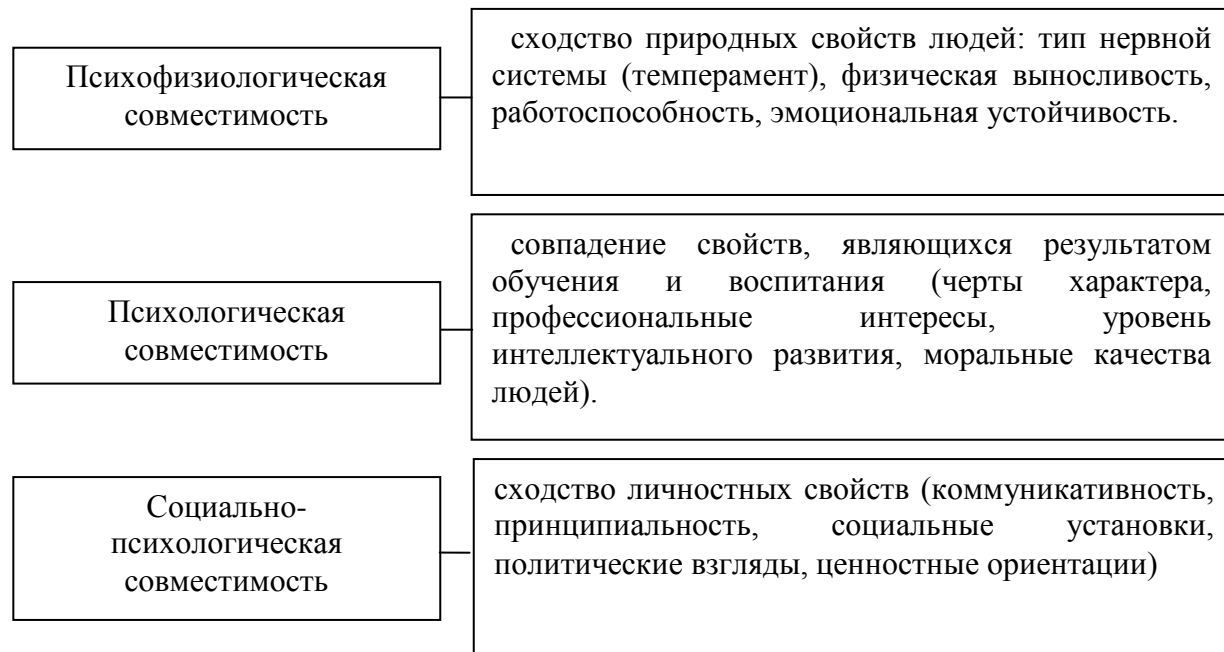 Психофизиологическая
совместимость
сходство природных свойств людей: тип нервной
системы (темперамент), физическая выносливость,
работоспособность, эмоциональная устойчивость.
Психологическая
совместимость
совпадение свойств, являющихся результатом
обучения и воспитания (черты характера,
профессиональные интересы, уровень
интеллектуального развития, моральные качества
людей).
Социально-
психологическая
совместимость
сходство личностных свойств (коммуникативность,
принципиальность, социальные установки,
политические взгляды, ценностные ориентации)